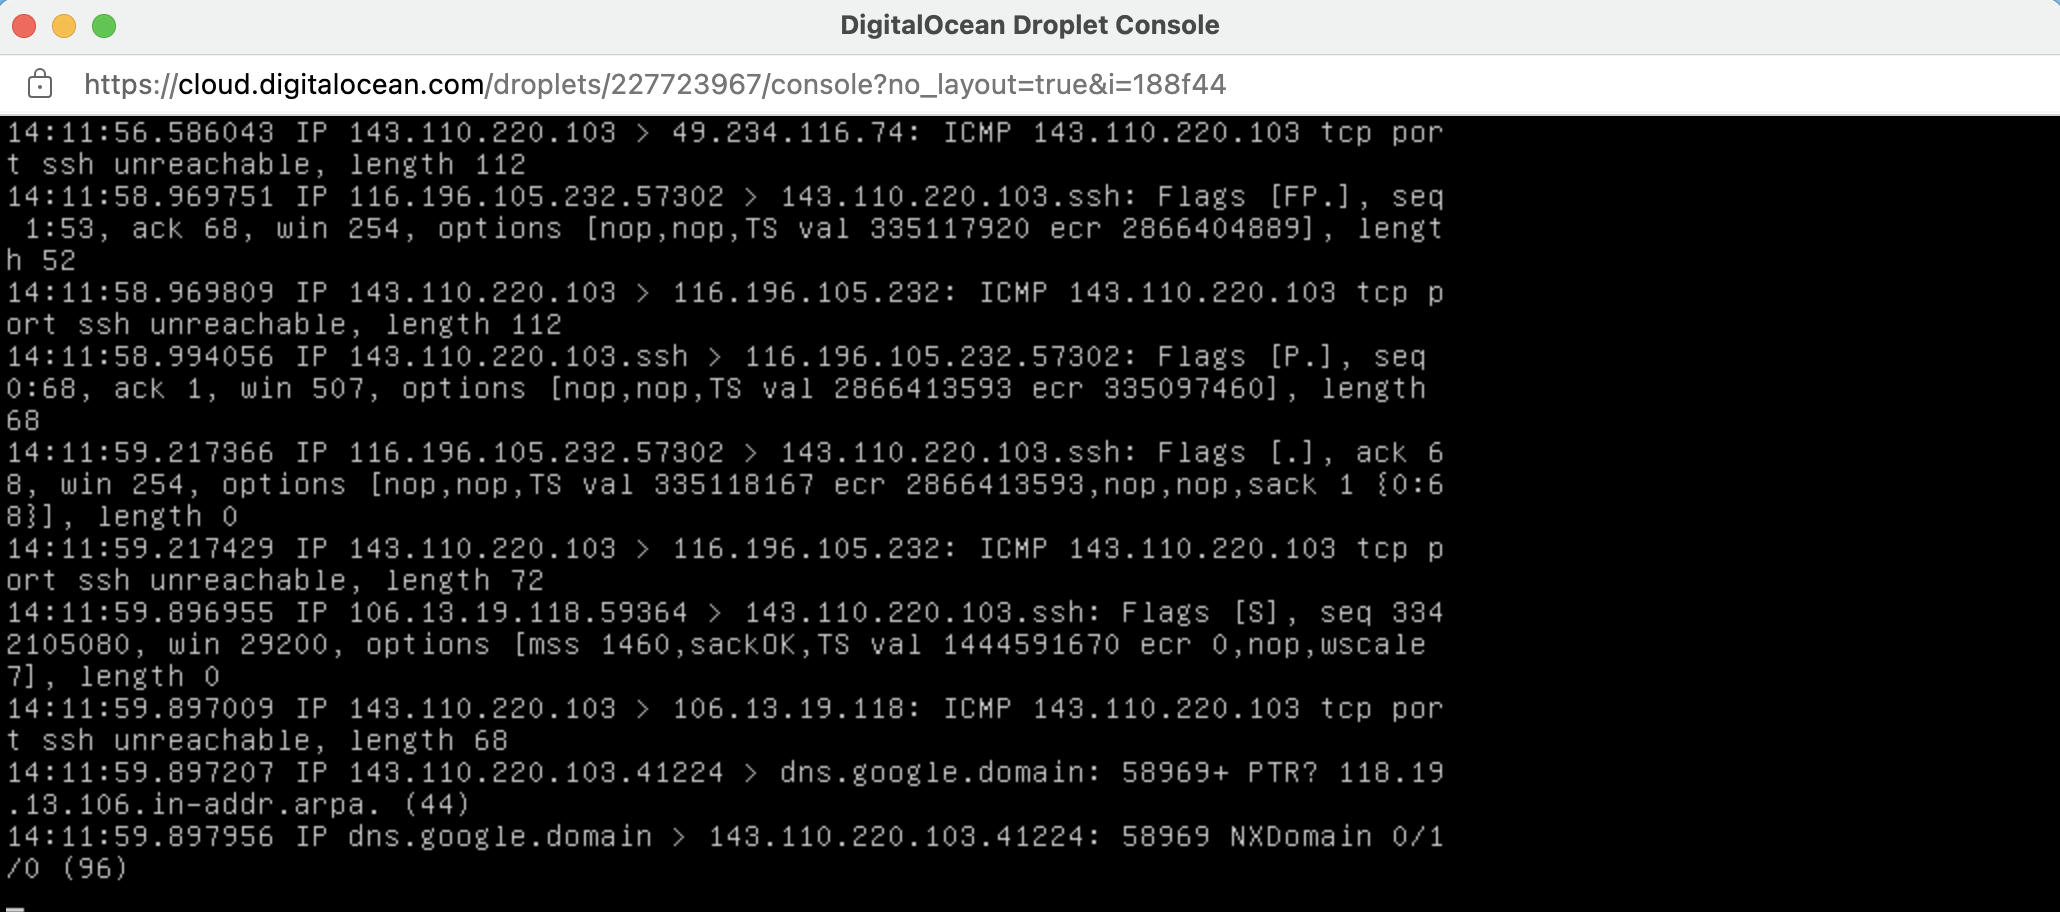 DigitalOcean Droplet Console
https://cloud.digitalocean.com/droplets/227723967/console?no_layout=true&i=188f44
14:11:56.586043 IP 143.110.220.103 > 49.234.116.74: ICMP 143.110.220.103 tcp por
t ssh unreachable, length 112
14:11:58.969751 IP 116.196.105.232.57302 > 143.110.220.103.ssh: Flags [FP.], seq
 1:53, ack 68, win 254, options [nop,nop,TS val 335117920 ecr 2866404889], lengt
h 52
14:11:58.969809 IP 143.110.220.103 > 116.196.105.232: ICMP 143.110.220.103 tcp p
ort ssh unreachable, length 112
14:11:58.994056 IP 143.110.220.103.ssh > 116.196.105.232.57302: Flags [P.], seq
0:68, ack 1, win 507, options [nop,nop,TS val 2866413593 ecr 335097460], length
68
14:11:59.217366 IP 116.196.105.232.57302 > 143.110.220.103.ssh: Flags [.], ack 6
8, win 254, options [nop,nop,TS val 335118167 ecr 2866413593,nop,nop,sack 1 {0:6
8}], length 0
14:11:59.217429 IP 143.110.220.103 > 116.196.105.232: ICMP 143.110.220.103 tcp p
ort ssh unreachable, length 72
14:11:59.896955 IP 106.13.19.118.59364 > 143.110.220.103.ssh: Flags [S], seq 334
2105080, win 29200, options [mss 1460,sackOK,TS val 1444591670 ecr 0,nop,wscale
7], length 0
14:11:59.897009 IP 143.110.220.103 > 106.13.19.118: ICMP 143.110.220.103 tcp por
t ssh unreachable, length 68
14:11:59.897207 IP 143.110.220.103.41224 > dns.google.domain: 58969+ PTR? 118.19
.13.106.in-addr.arpa. (44)
14:11:59.897956 IP dns.google.domain > 143.110.220.103.41224: 58969 NXDomain 0/1
/0 (96)